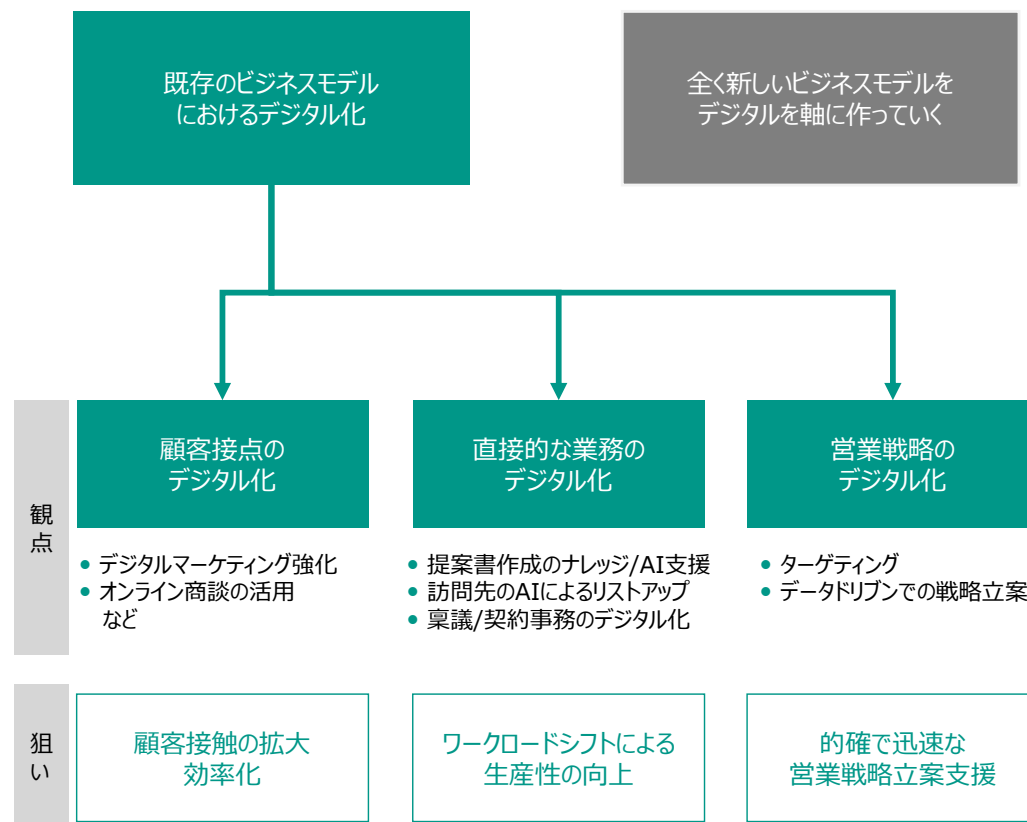 既存のビジネスモデル
におけるデジタル化
全く新しいビジネスモデルを
デジタルを軸に作っていく
観点
顧客接点の
デジタル化
• デジタルマーケティング強化
• オンライン商談の活用
など
直接的な業務の
デジタル化
• 提案書作成のナレッジ/AI支援
• 訪問先のAIによるリストアップ
• 稟議/契約事務のデジタル化
営業戦略の
デジタル化
• ターゲティング
• データドリブンでの戦略立案
狙い
顧客接触の拡大
効率化
ワークロードシフトによる
生産性の向上
的確で迅速な
営業戦略立案支援